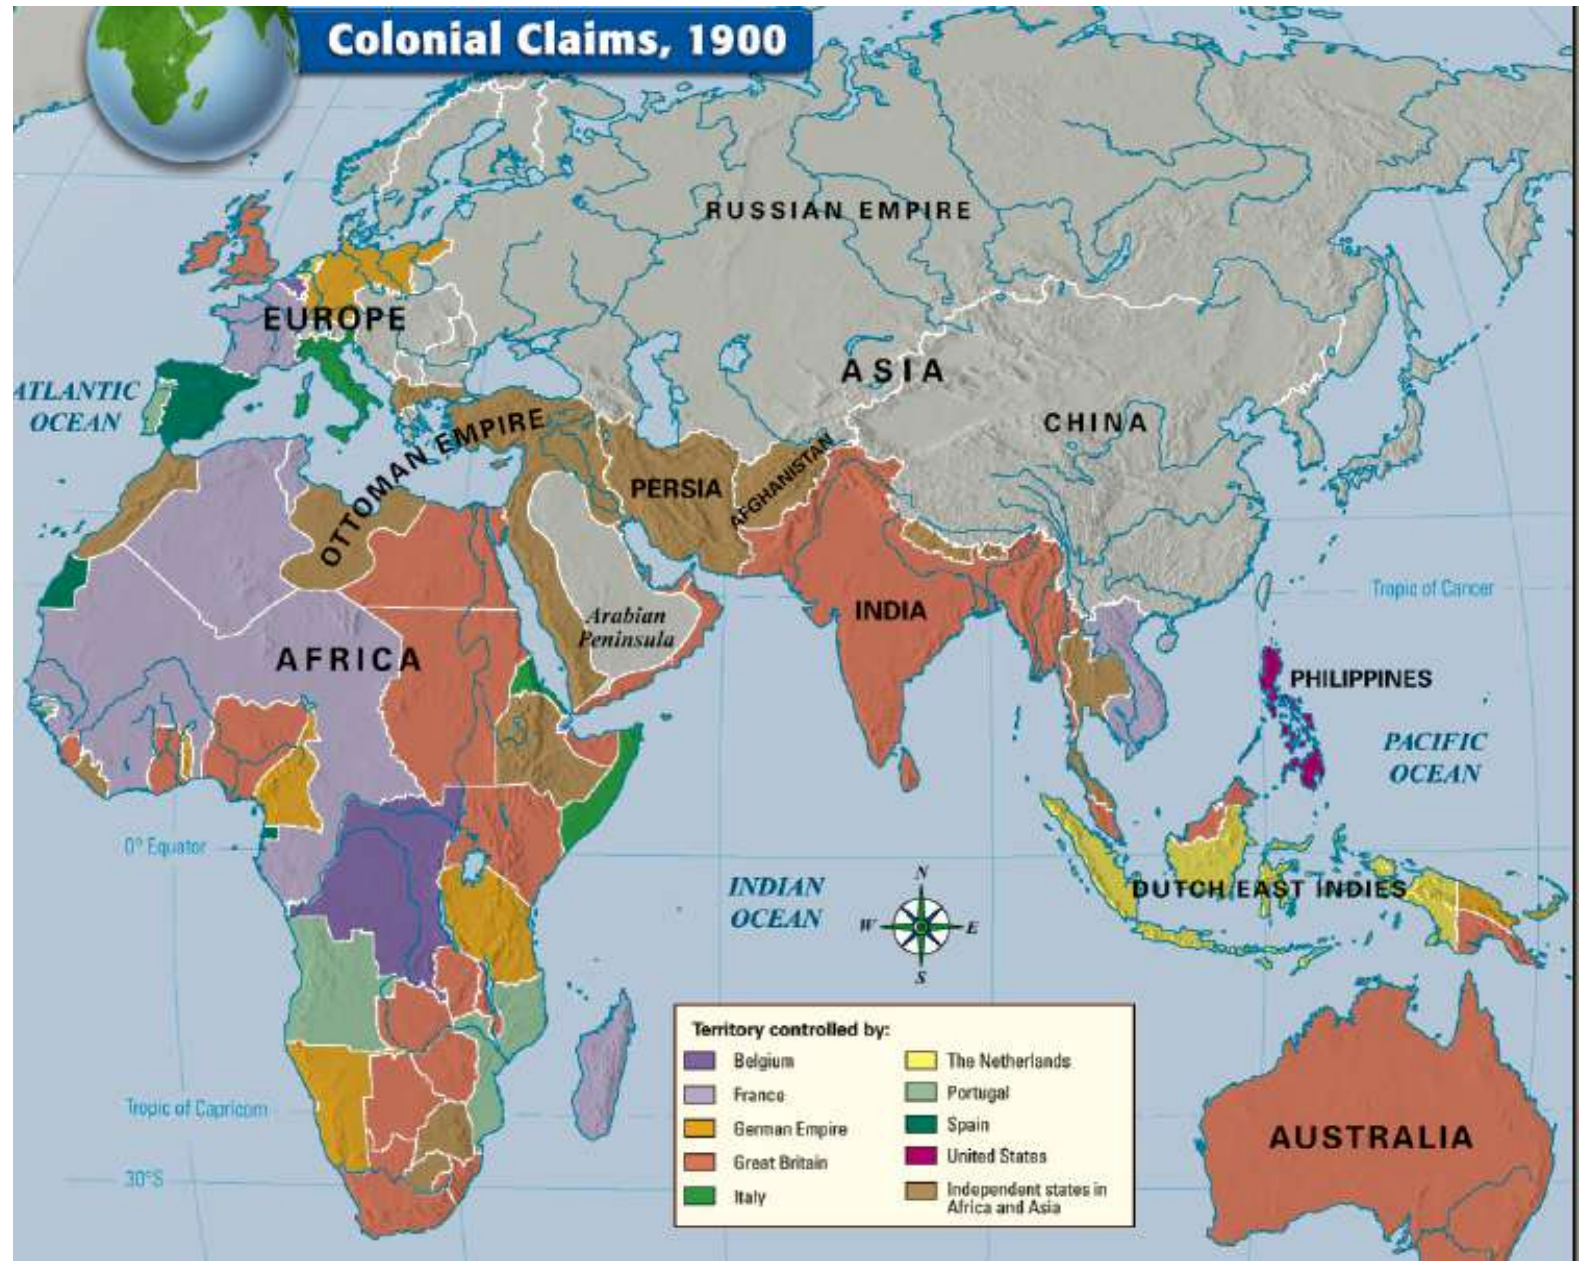 Colonial Claims, 1900
RUSSIAN EMPIRE
EUROPE
ASIA
ATLANTIC
OCEAN
CHINA
OTTOMAN EMPIRE
PERSIA
AFGHANISTAN
Tropic of Cancer
INDIA
Arabian
Peninsula
AFRICA
PHILIPPINES
PACIFIC
OCEAN
0° Equator
INDIAN
OCEAN
N
W
E
S
DUTCH EAST INDIES
Tropic of Capricorn
30°S
AUSTRALIA
Territory controlled by:
Belgium
France
German Empire
Great Britain
Italy
The Netherlands
Portugal
Spain
United States
Independent states in
Africa and Asia